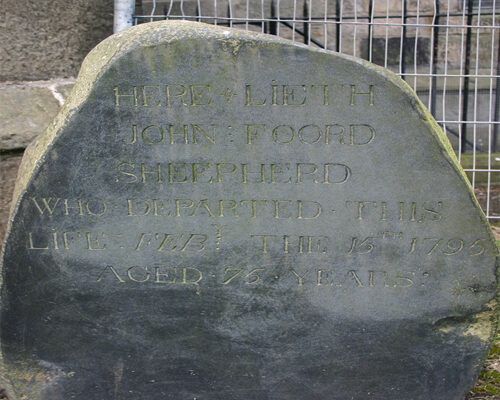 HERE + LIETH
JOHN : FOORD
SHEEPHERD
WHO · DEPARTED · THIS
LIFE · FEB: THE 16TH 1795
AGED · 76 · YEARS: